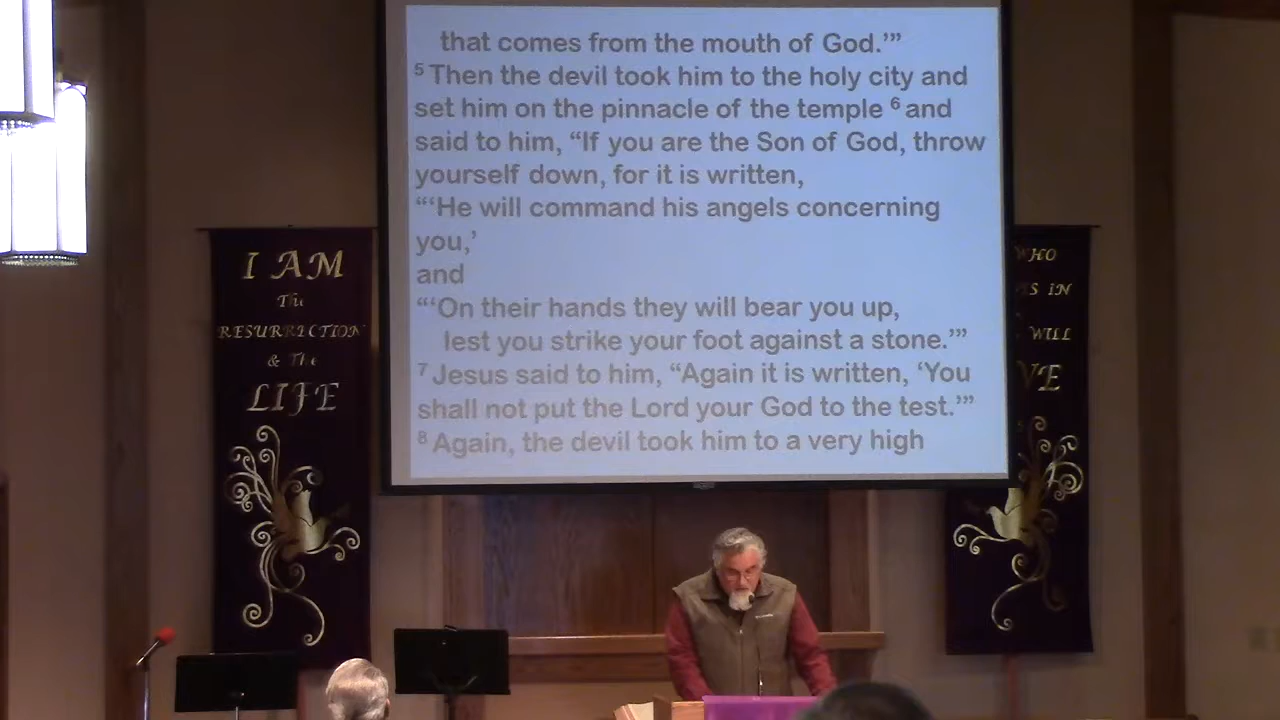 that comes from the mouth of God.’”
5 Then the devil took him to the holy city and
set him on the pinnacle of the temple 6 and
said to him, “If you are the Son of God, throw
yourself down, for it is written,
“‘He will command his angels concerning
you,’
and
“‘On their hands they will bear you up,
lest you strike your foot against a stone.’”
7 Jesus said to him, “Again it is written, ‘You
shall not put the Lord your God to the test.’”
8 Again, the devil took him to a very high
I AM
The
RESURRECTION
& The
LIFE
WHO
IN
WILL